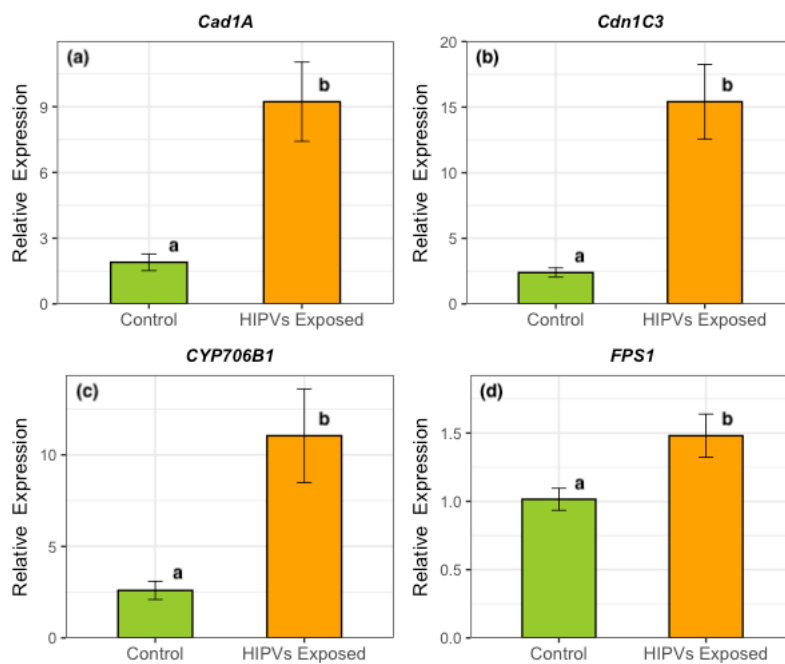 Cad1A
(a)
Relative Expression
9
6
3
0
b
a
Control HIPVs Exposed
Cdn1C3
(b)
Relative Expression
20
15
10
5
0
b
a
Control HIPVs Exposed
CYP706B1
(c)
Relative Expression
10
5
0
b
a
Control HIPVs Exposed
FPS1
(d)
Relative Expression
1.5
1.0
0.5
0.0
b
a
Control HIPVs Exposed